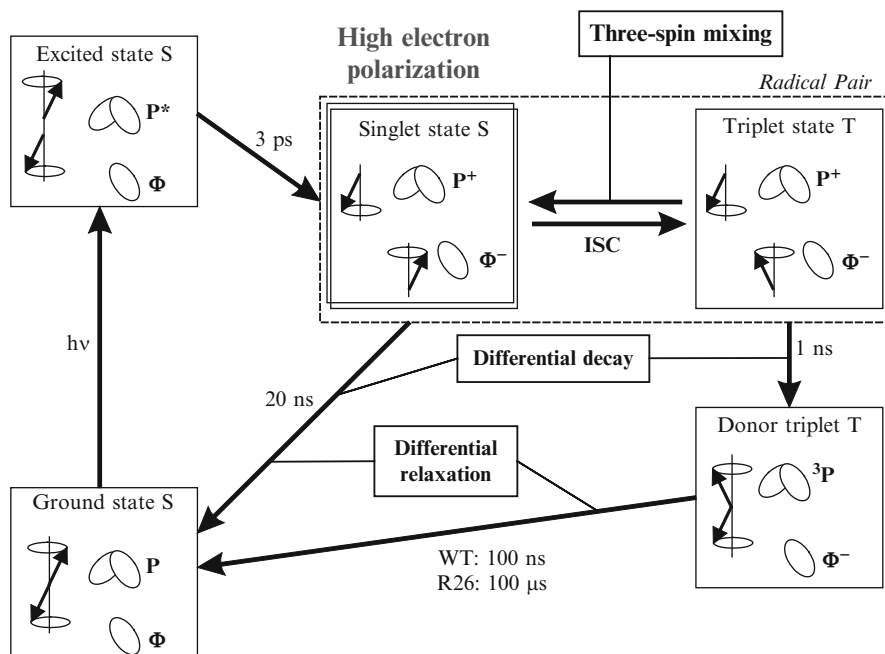 Excited state S
P*
Φ
3 ps
High electron
polarization
Three-spin mixing
Radical Pair
Singlet state S
P+
Φ−
ISC
Triplet state T
P+
Φ−
hν
20 ns
Differential decay
1 ns
Differential
relaxation
Donor triplet T
³P
Φ−
Ground state S
P
Φ
WT: 100 ns
R26: 100 μs